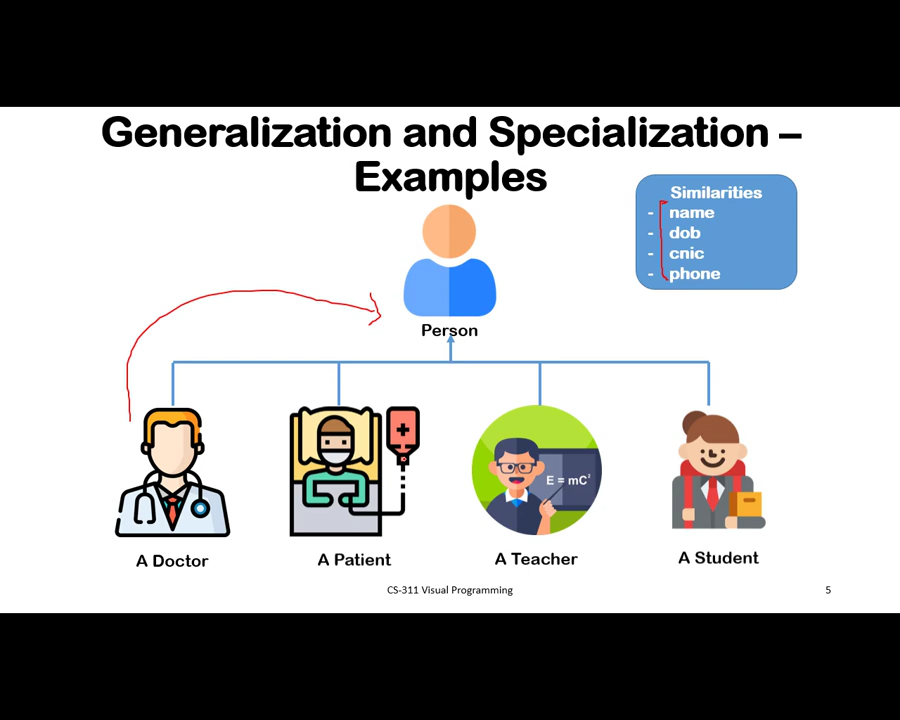 Generalization and Specialization –
Examples
Similarities
- name
- dob
- cnic
- phone
Person
E = mC²
A Doctor
A Patient
A Teacher
A Student
CS-311 Visual Programming
5